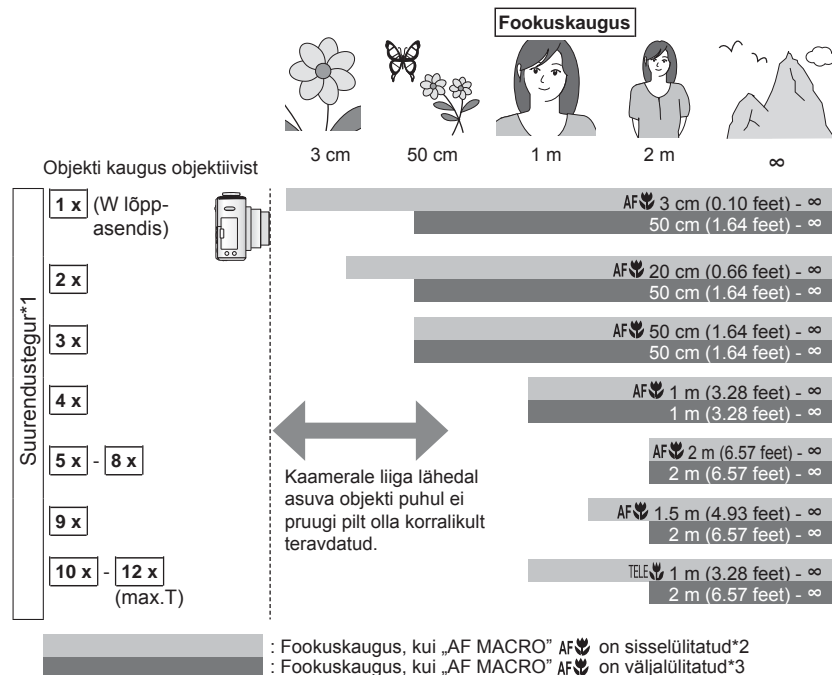 Fookuskaugus
Objekti kaugus objektiivist
3 cm
50 cm
1 m
2 m
∞
Suurendustegur*1
1 x (W lõpp-
asendis)
AF 3 cm (0.10 feet) - ∞
50 cm (1.64 feet) - ∞
2 x
AF 20 cm (0.66 feet) - ∞
50 cm (1.64 feet) - ∞
3 x
AF 50 cm (1.64 feet) - ∞
50 cm (1.64 feet) - ∞
4 x
AF 1 m (3.28 feet) - ∞
1 m (3.28 feet) - ∞
5 x - 8 x
AF 2 m (6.57 feet) - ∞
2 m (6.57 feet) - ∞
Kaamerale liiga lähedal
asuva objekti puhul ei
pruugi pilt olla korralikult
teravdatud.
9 x
AF 1.5 m (4.93 feet) - ∞
2 m (6.57 feet) - ∞
10 x - 12 x
(max.T)
TELE 1 m (3.28 feet) - ∞
2 m (6.57 feet) - ∞
: Fookuskaugus, kui „AF MACRO” AF on sisselülitatud*2
: Fookuskaugus, kui „AF MACRO” AF on väljalülitatud*3